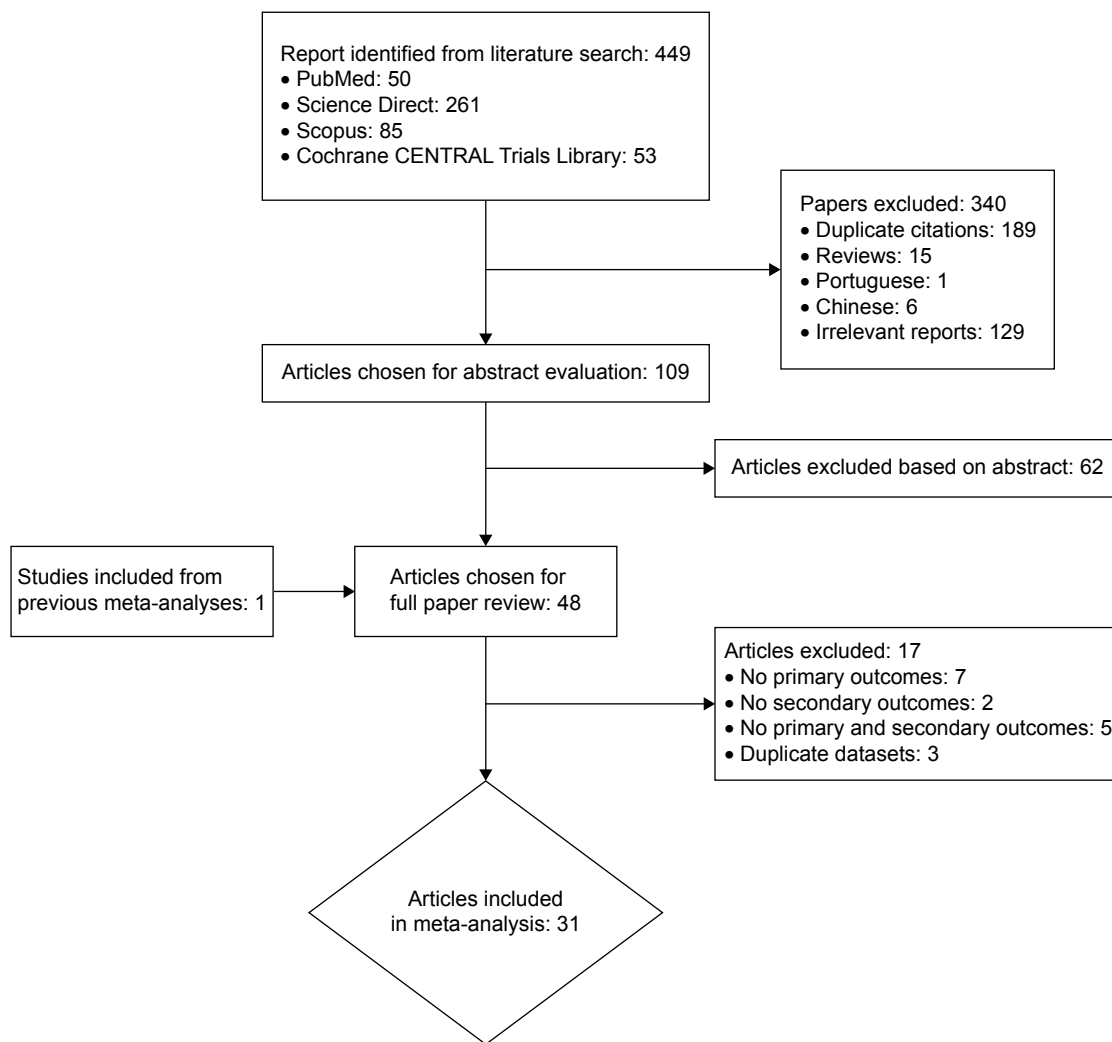 Report identified from literature search: 449
• PubMed: 50
• Science Direct: 261
• Scopus: 85
• Cochrane CENTRAL Trials Library: 53
Papers excluded: 340
• Duplicate citations: 189
• Reviews: 15
• Portuguese: 1
• Chinese: 6
• Irrelevant reports: 129
Articles chosen for abstract evaluation: 109
Articles excluded based on abstract: 62
Studies included from
previous meta-analyses: 1
Articles chosen for
full paper review: 48
Articles excluded: 17
• No primary outcomes: 7
• No secondary outcomes: 2
• No primary and secondary outcomes: 5
• Duplicate datasets: 3
Articles included
in meta-analysis: 31